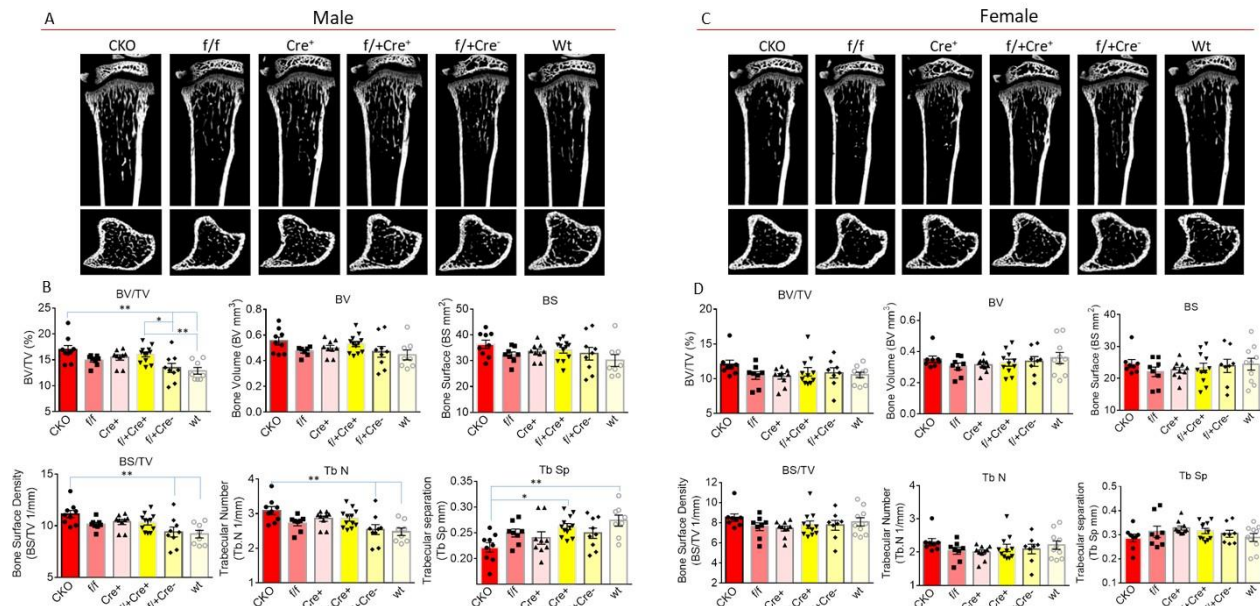 A Male
CKO f/f Cre+ f/+Cre+ f/+Cre- Wt
C Female
CKO f/f Cre+ f/+Cre+ f/+Cre- Wt
B
BV/TV
BV/TV (%)
25
20
15
10
5
** * **
CKO f/f Cre+ f/+Cre+ f/+Cre- wt
BV
Bone Volume (BV mm³)
0.8
0.6
0.4
0.2
0.0
CKO f/f Cre+ f/+Cre+ f/+Cre- wt
BS
Bone Surface (BS mm²)
60
50
40
30
20
10
CKO f/f Cre+ f/+Cre+ f/+Cre- wt
BS/TV
Bone Surface Density
(BS/TV 1/mm)
15
10
5
**
CKO f/f Cre+ f/+Cre+ f/+Cre- wt
Tb N
Trabecular Number
(Tb N 1/mm)
4
3
2
1
**
CKO f/f Cre+ f/+Cre+ f/+Cre- wt
Tb Sp
Trabecular separation
(Tb Sp mm)
0.35
0.30
0.25
0.20
**
*
CKO f/f Cre+ f/+Cre+ f/+Cre- wt
D
BV/TV
BV/TV (%)
25
20
15
10
5
CKO f/f Cre+ f/+Cre+ f/+Cre- wt
BV
Bone Volume (BV mm³)
0.6
0.4
0.2
0.0
CKO f/f Cre+ f/+Cre+ f/+Cre- wt
BS
Bone Surface (BS mm²)
50
40
30
20
10
0
CKO f/f Cre+ f/+Cre+ f/+Cre- wt
BS/TV
Bone Surface Density
(BS/TV 1/mm)
12
10
8
6
4
2
CKO f/f Cre+ f/+Cre+ f/+Cre- wt
Tb N
Trabecular Number
(Tb.N 1/mm)
4
3
2
1
0
CKO f/f Cre+ f/+Cre+ f/+Cre- wt
Tb Sp
Trabecular separation
(Tb Sp mm)
0.5
0.4
0.3
0.2
0.1
CKO f/f Cre+ f/+Cre+ f/+Cre- wt